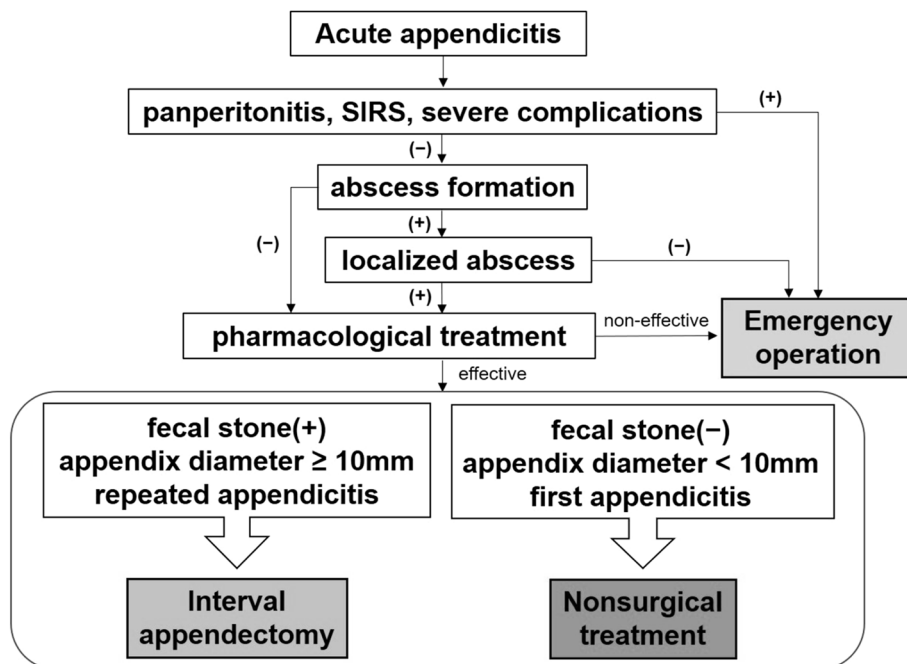 Acute appendicitis
panperitonitis, SIRS, severe complications
(+)
(−)
abscess formation
(−)
(+)
localized abscess
(−)
(+)
pharmacological treatment
non-effective
Emergency
operation
effective
fecal stone(+)
appendix diameter ≥ 10mm
repeated appendicitis
fecal stone(−)
appendix diameter < 10mm
first appendicitis
Interval
appendectomy
Nonsurgical
treatment